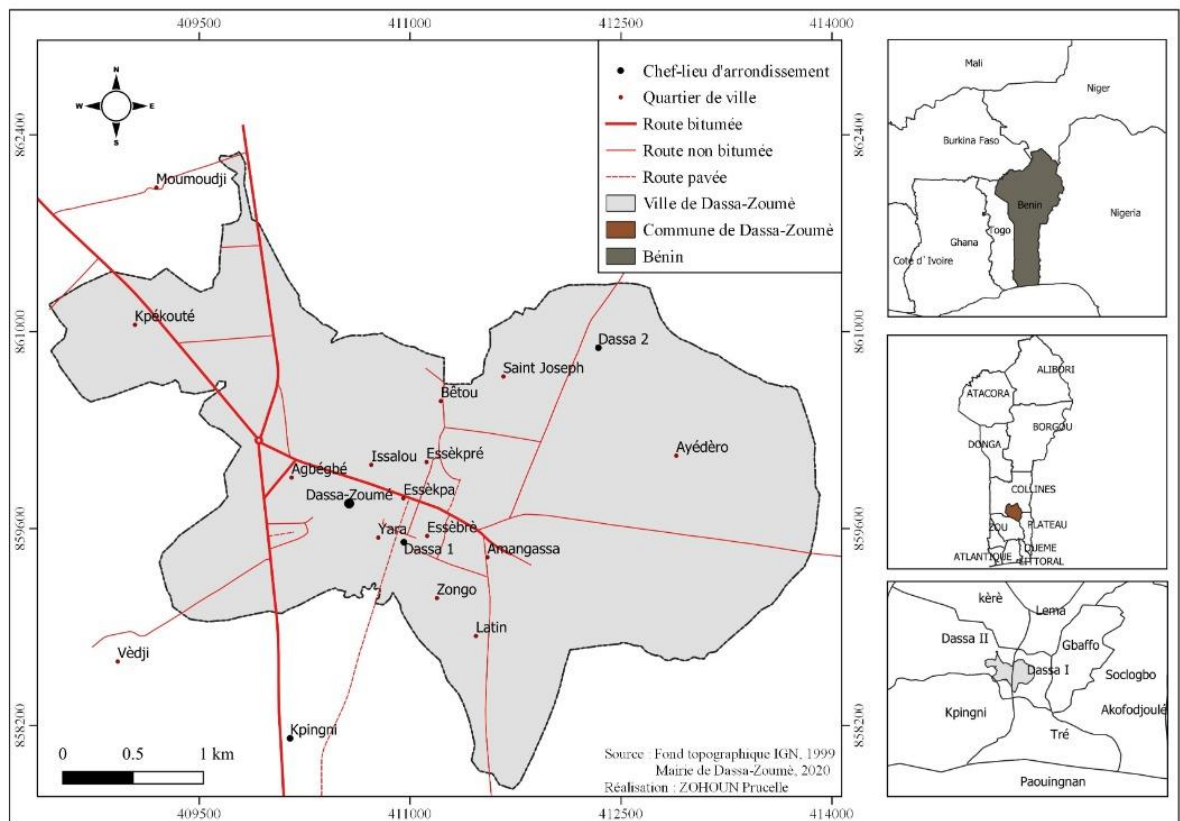 409500
411000
412500
414000
862400
861000
859600
858200
N
W
E
S
Chef-lieu d'arrondissement
Quartier de ville
Route bitumée
Route non bitumée
Route pavée
Ville de Dassa-Zoumè
Commune de Dassa-Zoumè
Bénin
Moumoudji
Kpékouté
Dassa 2
Saint Joseph
Bêtou
Ayédèro
Issalou
Essèkpré
Agbégbé
Dassa-Zoumé
Essèkpa
Yara
Essèbrè
Dassa 1
Amangassa
Zongo
Latin
Vèdji
Kpingni
0 0.5 1 km
Source : Fond topographique IGN, 1999
Mairie de Dassa-Zoumè, 2020
Réalisation : ZOHOUN Prucelle
862400
861000
859600
858200
409500
411000
412500
414000
Mali
Niger
Burkina Faso
Benin
Nigeria
Togo
Ghana
Cote d'Ivoire
ALIBORI
ATACORA
BORGOU
DONGA
COLLINES
ZOU
PLATEAU
OUEME
ATLANTIQUE
LITTORAL
kèrè
Lema
Dassa II
Gbaffo
Dassa I
Soclogbo
Kpingni
Akofodjoulé
Tré
Paouingnan